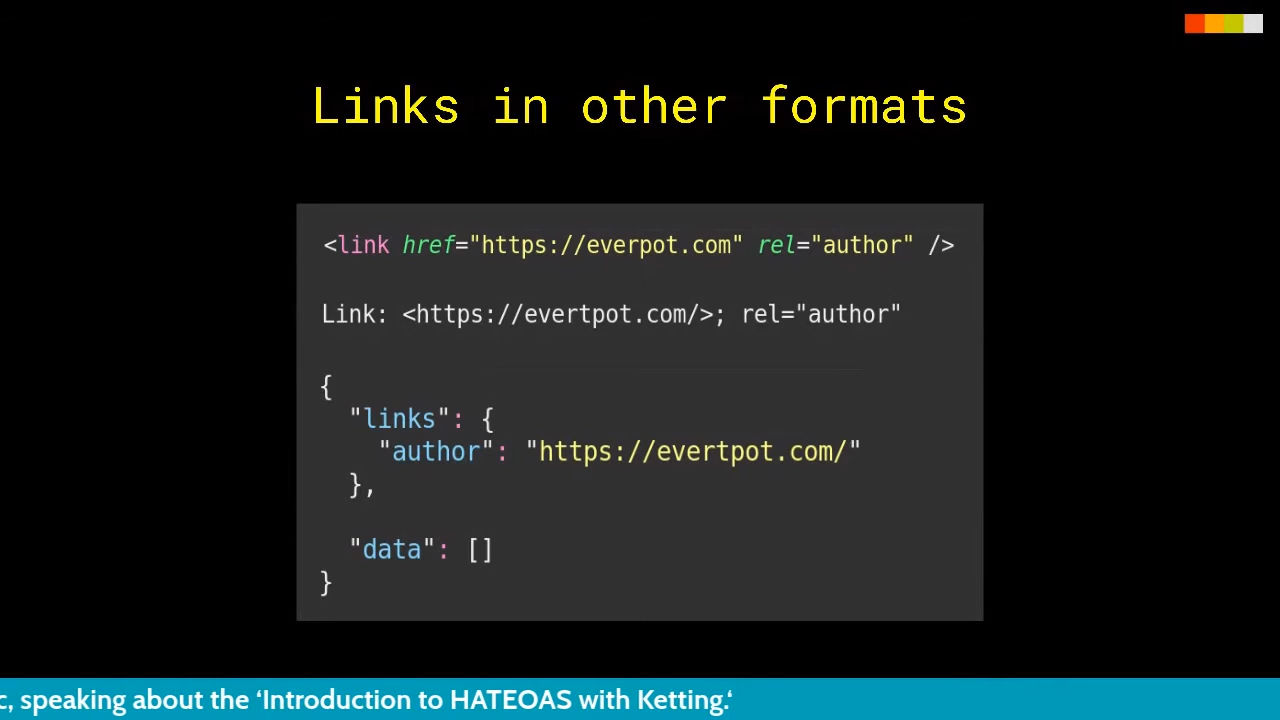 Links in other formats
<link href="https://everpot.com" rel="author" />
Link: <https://evertpot.com/>; rel="author"
{
"links": {
"author": "https://evertpot.com/"
},
"data": []
}
c, speaking about the ‘Introduction to HATEOAS with Ketting.‘